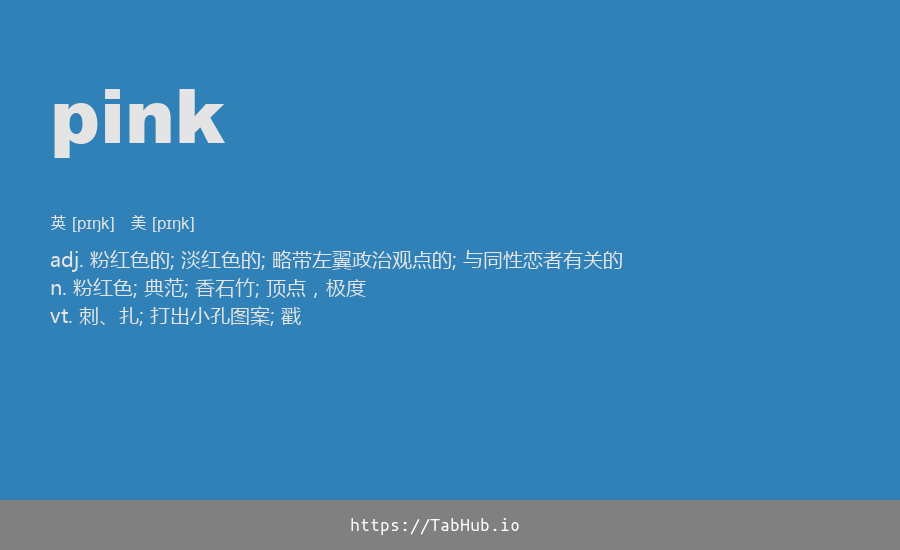 pink
英 [pɪŋk] 美 [pɪŋk]
adj. 粉红色的; 淡红色的; 略带左翼政治观点的; 与同性恋者有关的
n. 粉红色; 典范; 香石竹; 顶点，极度
vt. 刺、扎; 打出小孔图案; 戳
https://TabHub.io